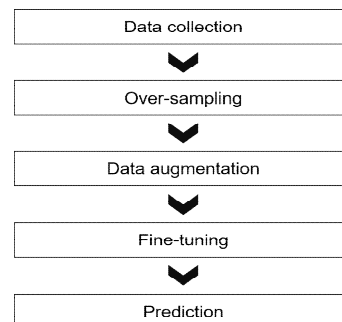 Data collection
Over-sampling
Data augmentation
Fine-tuning
Prediction